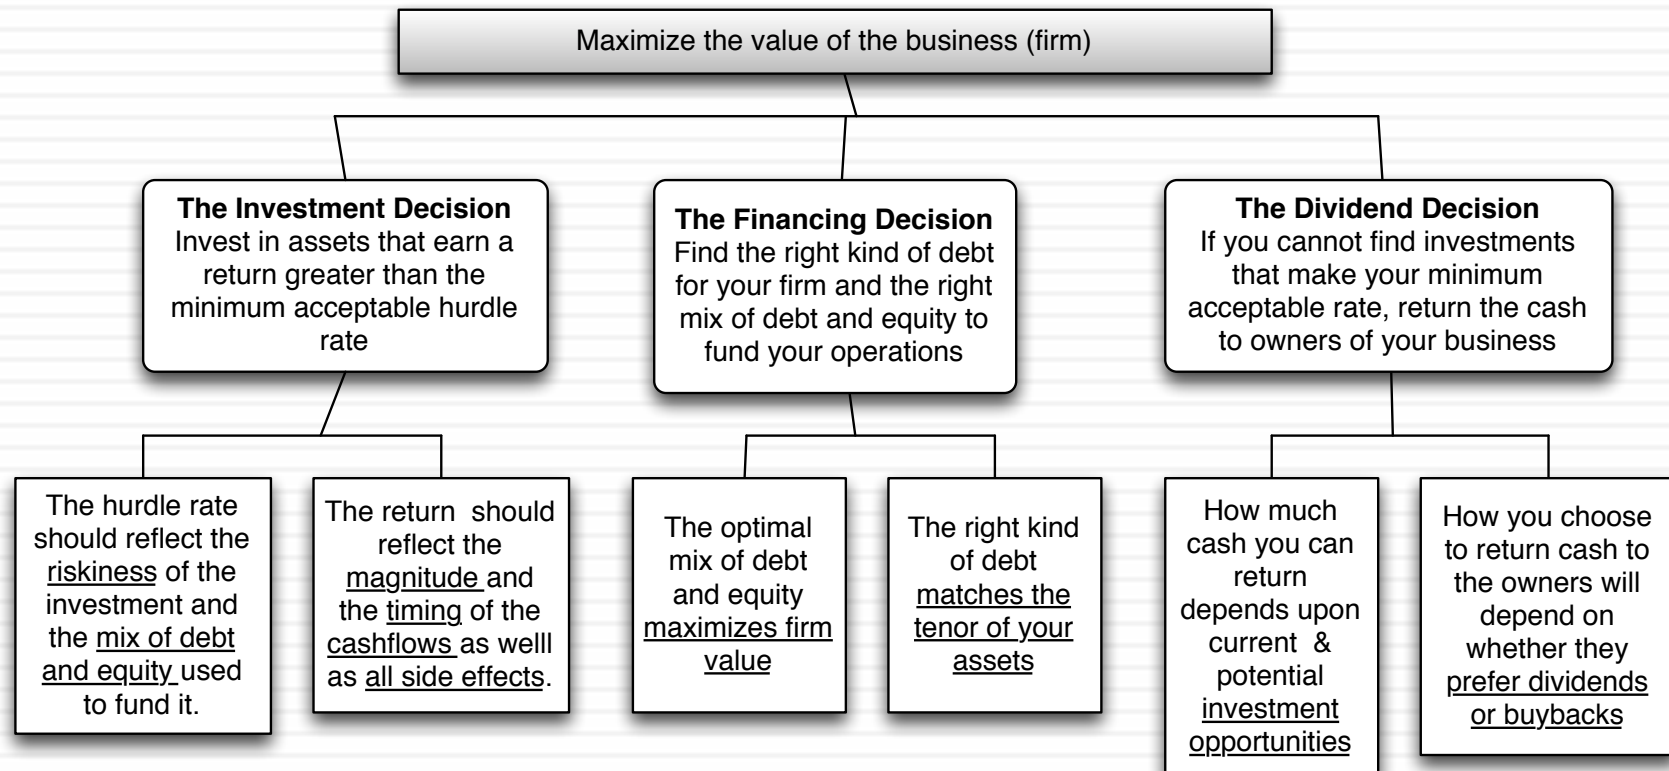 Maximize the value of the business (firm)
The Investment Decision
Invest in assets that earn a
return greater than the
minimum acceptable hurdle
rate
The Financing Decision
Find the right kind of debt
for your firm and the right
mix of debt and equity to
fund your operations
The Dividend Decision
If you cannot find investments
that make your minimum
acceptable rate, return the cash
to owners of your business
The hurdle rate
should reflect the
riskiness of the
investment and
the mix of debt
and equity used
to fund it.
The return should
reflect the
magnitude and
the timing of the
cashflows as welll
as all side effects.
The optimal
mix of debt
and equity
maximizes firm
value
The right kind
of debt
matches the
tenor of your
assets
How much
cash you can
return
depends upon
current &
potential
investment
opportunities
How you choose
to return cash to
the owners will
depend on
whether they
prefer dividends
or buybacks